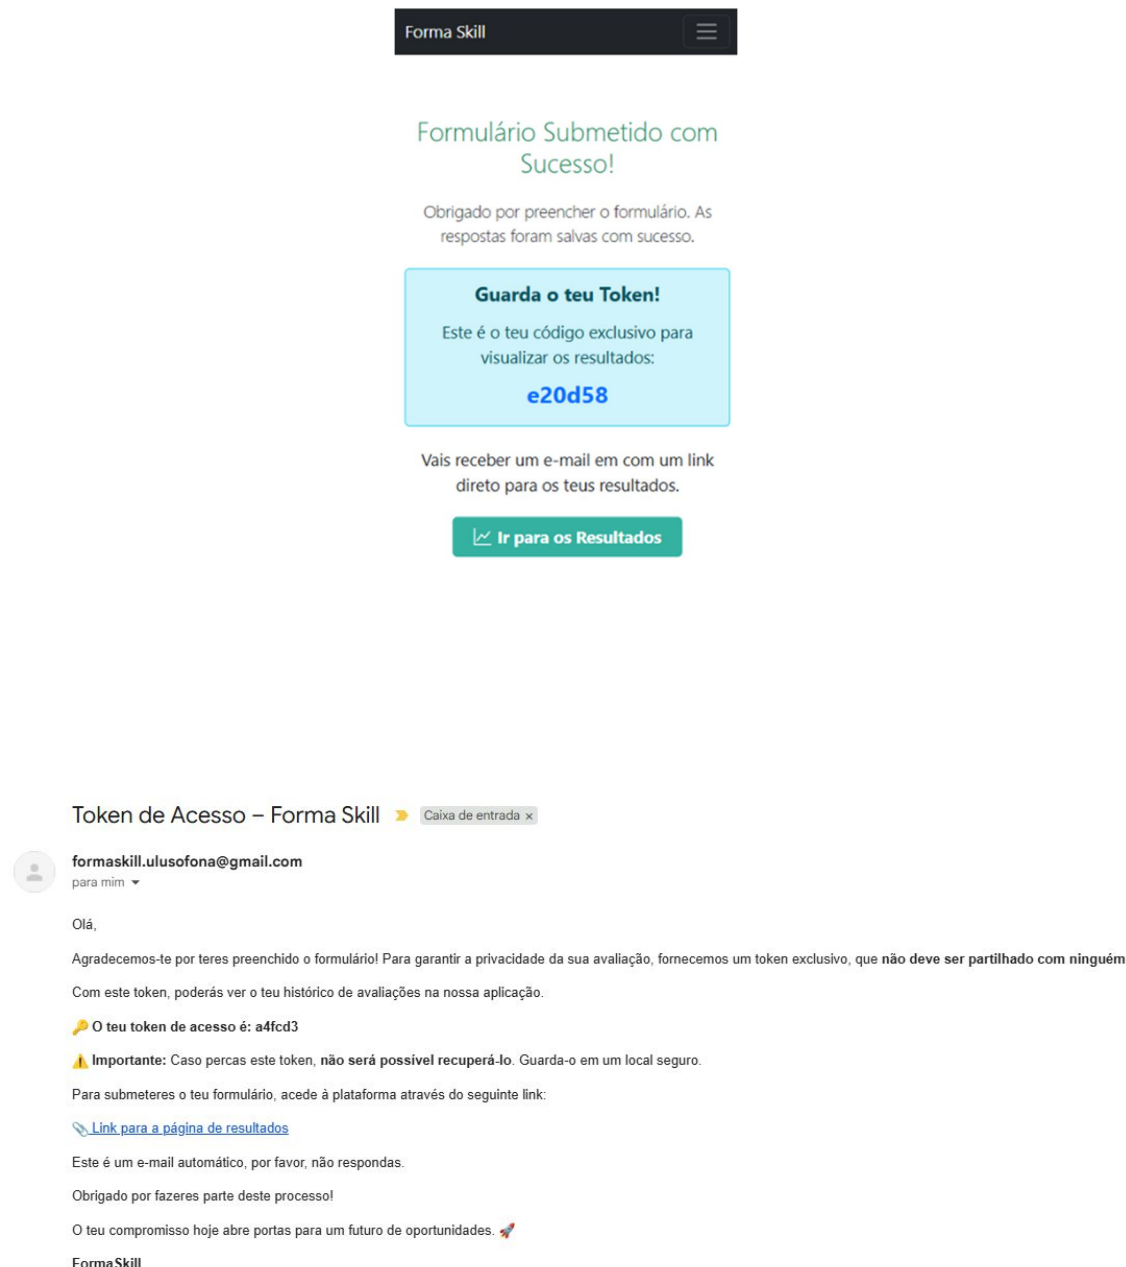 Forma Skill
Formulário Submetido com
Sucesso!
Obrigado por preencher o formulário. As
respostas foram salvas com sucesso.
Guarda o teu Token!
Este é o teu código exclusivo para
visualizar os resultados:
e20d58
Vais receber um e-mail em com um link
direto para os teus resultados.
Ir para os Resultados
Token de Acesso – Forma Skill Caixa de entrada ×
formaskill.ulusofona@gmail.com
para mim
Olá,
Agradecemos-te por teres preenchido o formulário! Para garantir a privacidade da sua avaliação, fornecemos um token exclusivo, que não deve ser partilhado com ninguém
Com este token, poderás ver o teu histórico de avaliações na nossa aplicação.
🔑 O teu token de acesso é: a4fcd3
⚠️ Importante: Caso percas este token, não será possível recuperá-lo. Guarda-o em um local seguro.
Para submeteres o teu formulário, acede à plataforma através do seguinte link:
📎 Link para a página de resultados
Este é um e-mail automático, por favor, não respondas.
Obrigado por fazeres parte deste processo!
O teu compromisso hoje abre portas para um futuro de oportunidades. 🚀
FormaSkill